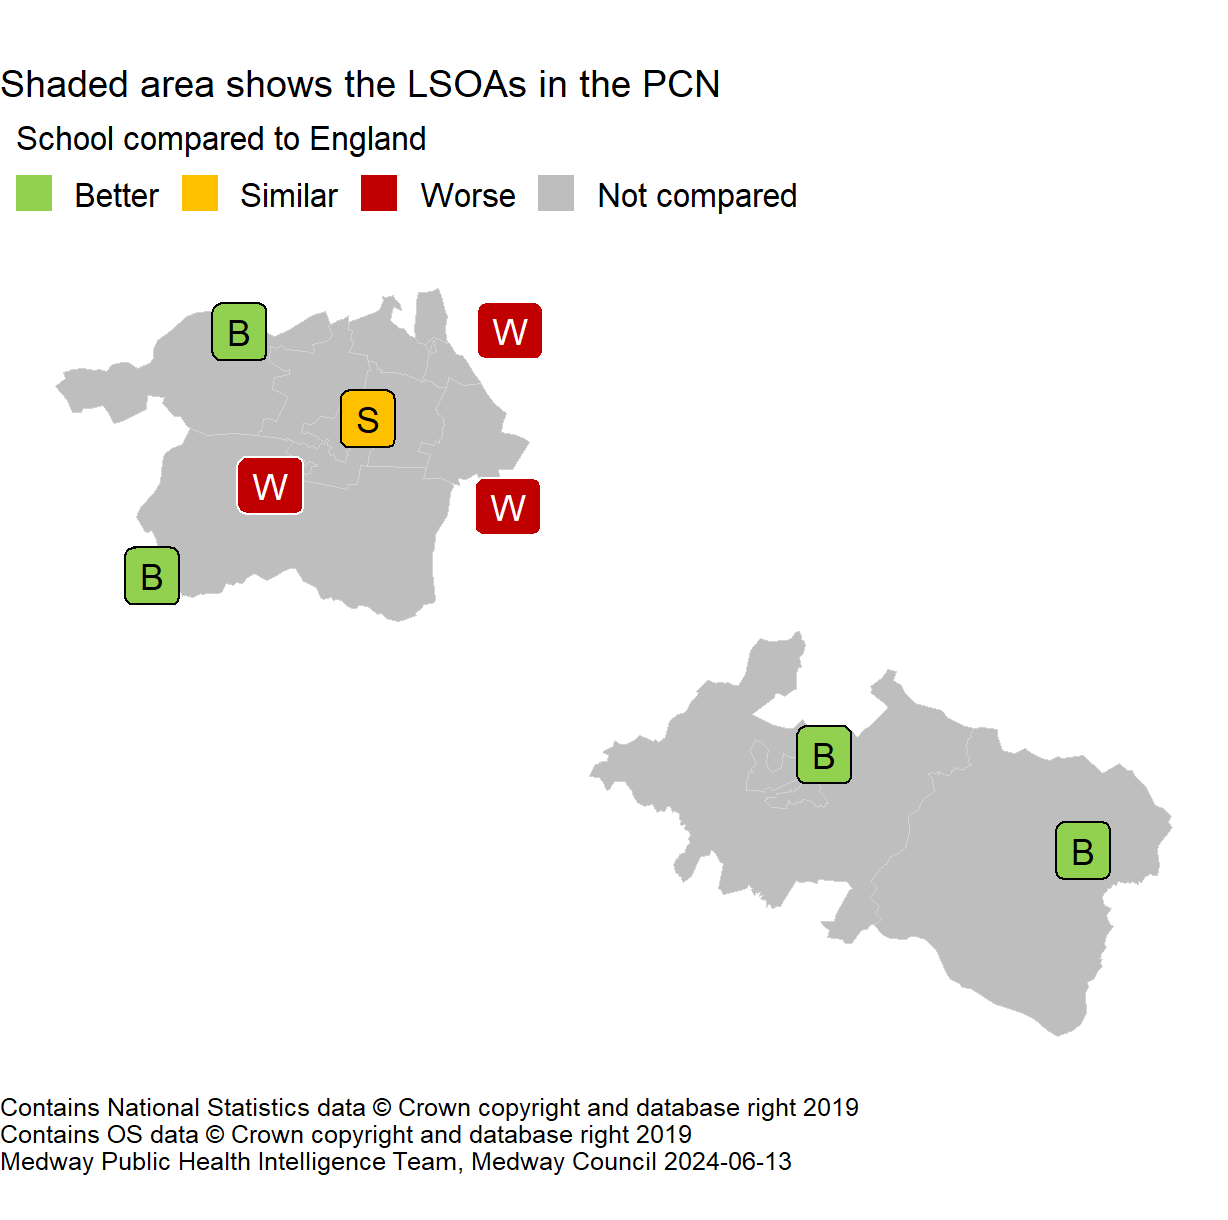 Shaded area shows the LSOAs in the PCN
School compared to England
Better Similar Worse Not compared
B
W
S
W
W
B
B
B
Contains National Statistics data © Crown copyright and database right 2019
Contains OS data © Crown copyright and database right 2019
Medway Public Health Intelligence Team, Medway Council 2024-06-13